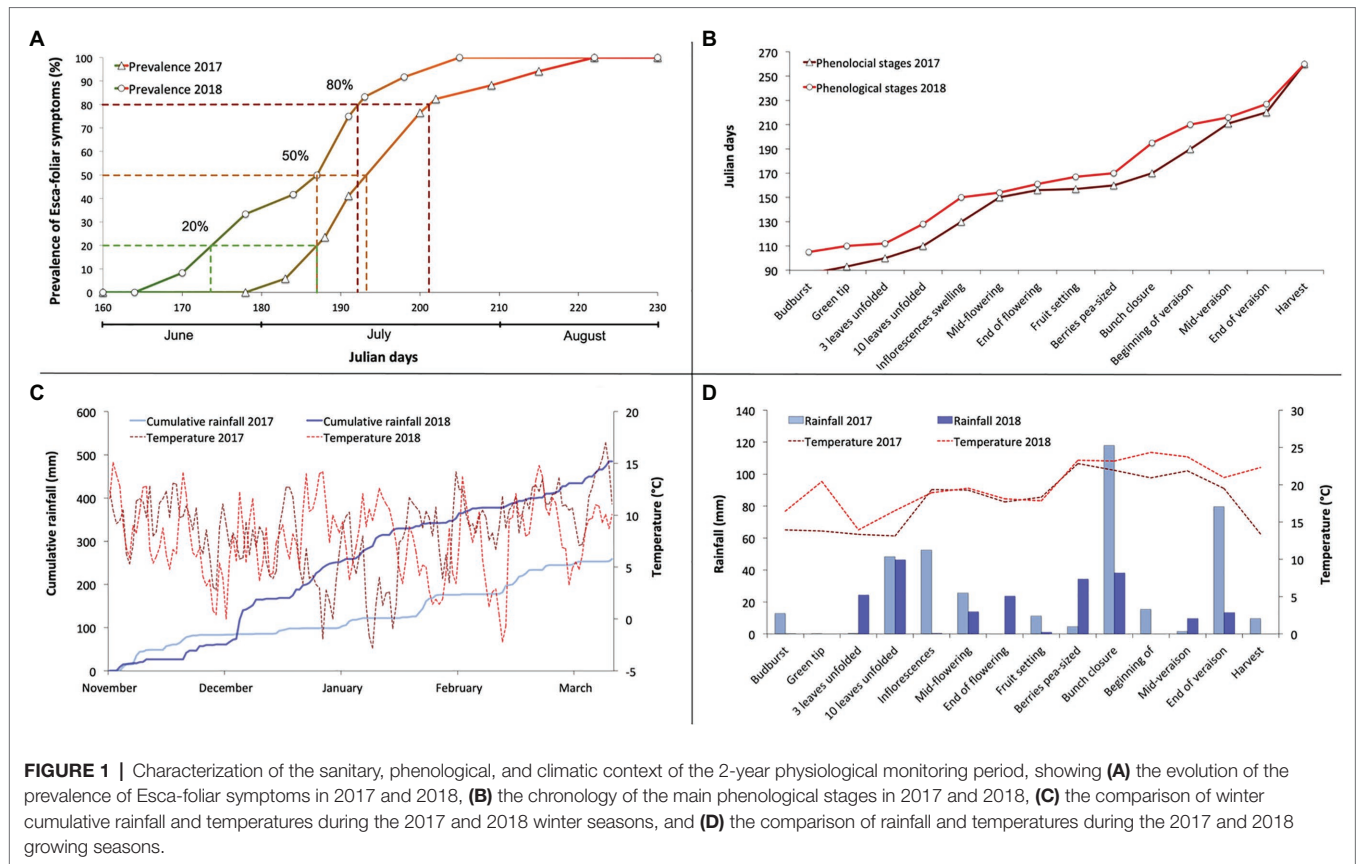 A
Prevalence 2017
Prevalence 2018
Prevalence of Esca-foliar symptoms (%)
100
90
80
70
60
50
40
30
20
10
0
80%
50%
20%
160
170
180
190
200
210
220
230
June
July
August
Julian days
B
Phenolocial stages 2017
Phenological stages 2018
Julian days
270
250
230
210
190
170
150
130
110
90
Budburst
Green tip
3 leaves unfolded
10 leaves unfolded
Inflorescences swelling
Mid-flowering
End of flowering
Fruit setting
Berries pea-sized
Bunch closure
Beginning of veraison
Mid-veraison
End of veraison
Harvest
C
Cumulative rainfall 2017
Cumulative rainfall 2018
Temperature 2017
Temperature 2018
Cumulative rainfall (mm)
600
500
400
300
200
100
0
Temperature (°C)
20
15
10
5
0
-5
November
December
January
February
March
D
Rainfall 2017
Rainfall 2018
Temperature 2017
Temperature 2018
Rainfall (mm)
140
120
100
80
60
40
20
0
Temperature (°C)
30
25
20
15
10
5
0
Budburst
Green tip
3 leaves unfolded
10 leaves unfolded
Inflorescences
Mid-flowering
End of flowering
Fruit setting
Berries pea-sized
Bunch closure
Beginning of
Mid-veraison
End of veraison
Harvest
FIGURE 1 | Characterization of the sanitary, phenological, and climatic context of the 2-year physiological monitoring period, showing (A) the evolution of the
prevalence of Esca-foliar symptoms in 2017 and 2018, (B) the chronology of the main phenological stages in 2017 and 2018, (C) the comparison of winter
cumulative rainfall and temperatures during the 2017 and 2018 winter seasons, and (D) the comparison of rainfall and temperatures during the 2017 and 2018
growing seasons.